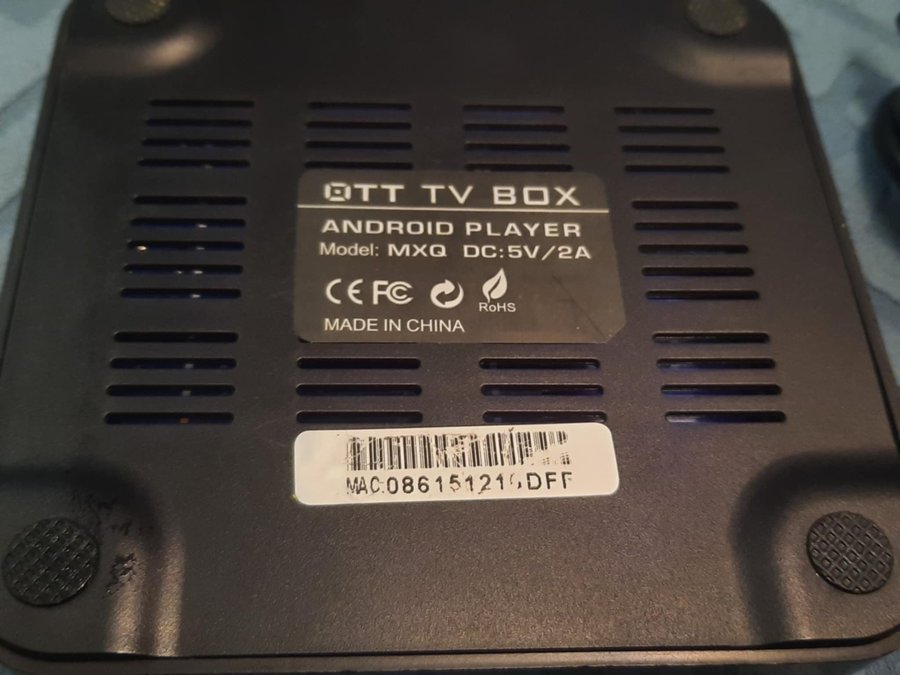 OTT TV BOX
ANDROID PLAYER
Model: MXQ DC:5V/2A
CE FC RoHS
MADE IN CHINA